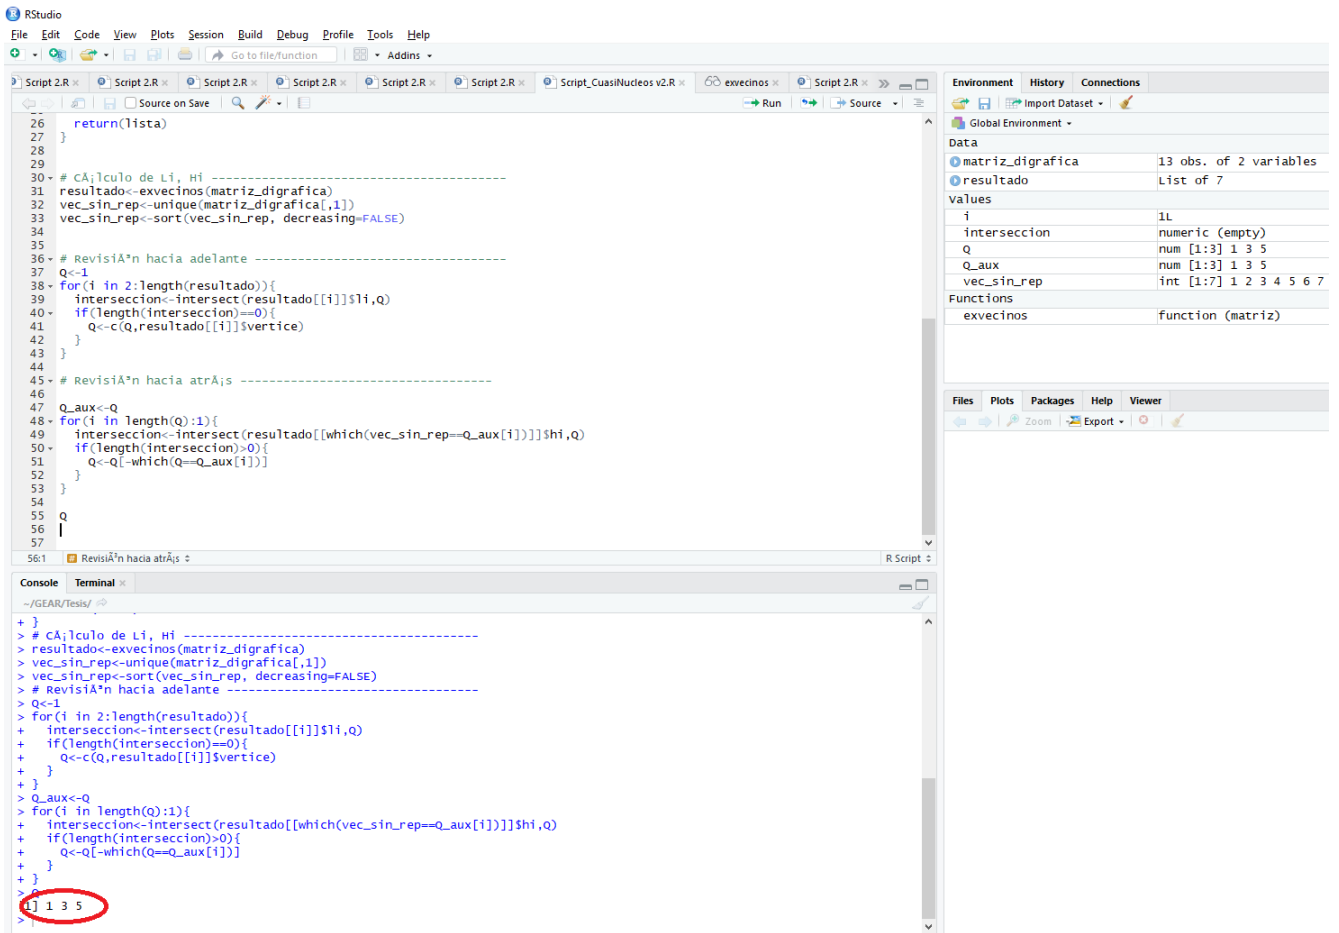 RStudio
File Edit Code View Plots Session Build Debug Profile Tools Help
Go to file/function Addins
Script 2.R Script 2.R Script 2.R Script 2.R Script 2.R Script 2.R Script_CuasiNucleos v2.R exvecinos Script 2.R
Source on Save Run Source
26 return(lista)
27 }
28
29
30 # CÃ¡lculo de Li, Hi -----------------------------------------
31 resultado<-exvecinos(matriz_digrafica)
32 vec_sin_rep<-unique(matriz_digrafica[,1])
33 vec_sin_rep<-sort(vec_sin_rep, decreasing=FALSE)
34
35
36 # RevisiÃ³n hacia adelante -----------------------------------
37 Q<-1
38 for(i in 2:length(resultado)){
39 interseccion<-intersect(resultado[[i]]$li,Q)
40 if(length(interseccion)==0){
41 Q<-c(Q,resultado[[i]]$vertice)
42 }
43 }
44
45 # RevisiÃ³n hacia atrÃ¡s -----------------------------------
46
47 Q_aux<-Q
48 for(i in length(Q):1){
49 interseccion<-intersect(resultado[[which(vec_sin_rep==Q_aux[i])]]$hi,Q)
50 if(length(interseccion)>0){
51 Q<-Q[-which(Q==Q_aux[i])]
52 }
53 }
54
55 Q
56
57
56:1 RevisiÃ³n hacia atrÃ¡s R Script
Console Terminal
~/GEAR/Tesis/
+ }
> # CÃ¡lculo de Li, Hi -----------------------------------------
> resultado<-exvecinos(matriz_digrafica)
> vec_sin_rep<-unique(matriz_digrafica[,1])
> vec_sin_rep<-sort(vec_sin_rep, decreasing=FALSE)
> # RevisiÃ³n hacia adelante -----------------------------------
> Q<-1
> for(i in 2:length(resultado)){
+ interseccion<-intersect(resultado[[i]]$li,Q)
+ if(length(interseccion)==0){
+ Q<-c(Q,resultado[[i]]$vertice)
+ }
+ }
> Q_aux<-Q
> for(i in length(Q):1){
+ interseccion<-intersect(resultado[[which(vec_sin_rep==Q_aux[i])]]$hi,Q)
+ if(length(interseccion)>0){
+ Q<-Q[-which(Q==Q_aux[i])]
+ }
+ }
> Q
[1] 1 3 5
>
Environment History Connections
Import Dataset
Global Environment
Data
matriz_digrafica 13 obs. of 2 variables
resultado List of 7
Values
i 1L
interseccion numeric (empty)
Q num [1:3] 1 3 5
Q_aux num [1:3] 1 3 5
vec_sin_rep int [1:7] 1 2 3 4 5 6 7
Functions
exvecinos function (matriz)
Files Plots Packages Help Viewer
Zoom Export